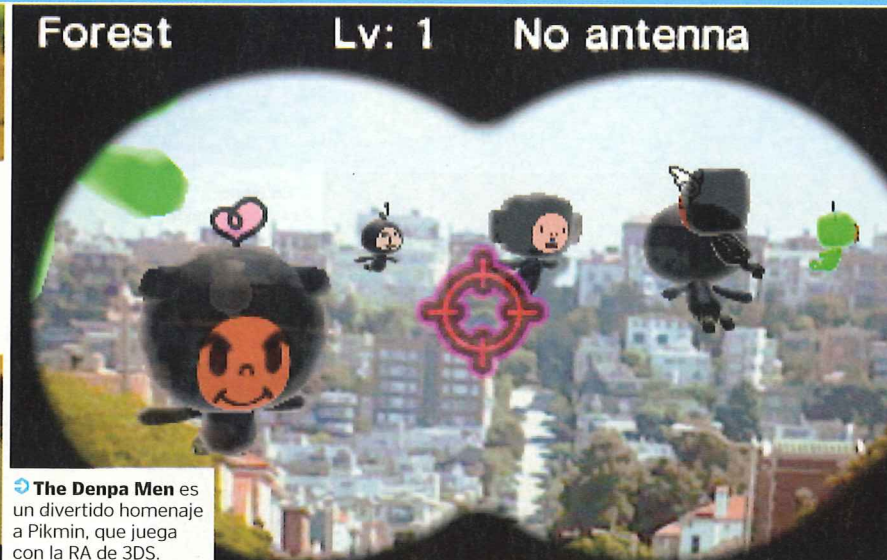 Forest Lv: 1 No antenna
The Denpa Men es
un divertido homenaje
a Pikmin, que juega
con la RA de 3DS.